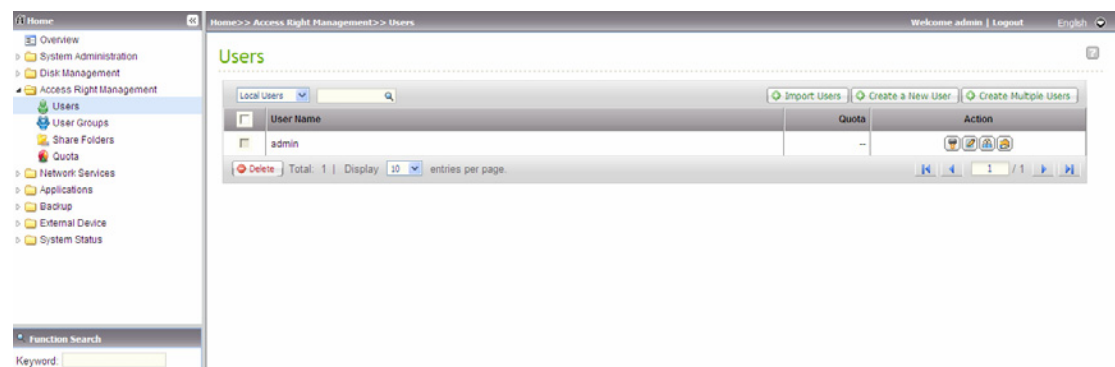 Home
Home>> Access Right Management>> Users
Welcome admin | Logout
English
Overview
System Administration
Disk Management
Access Right Management
Users
User Groups
Share Folders
Quota
Network Services
Applications
Backup
External Device
System Status
Function Search
Keyword:
Users
Local Users
Import Users
Create a New User
Create Multiple Users
User Name
Quota
Action
admin
--
Delete
Total: 1 | Display 10 entries per page.
1 / 1